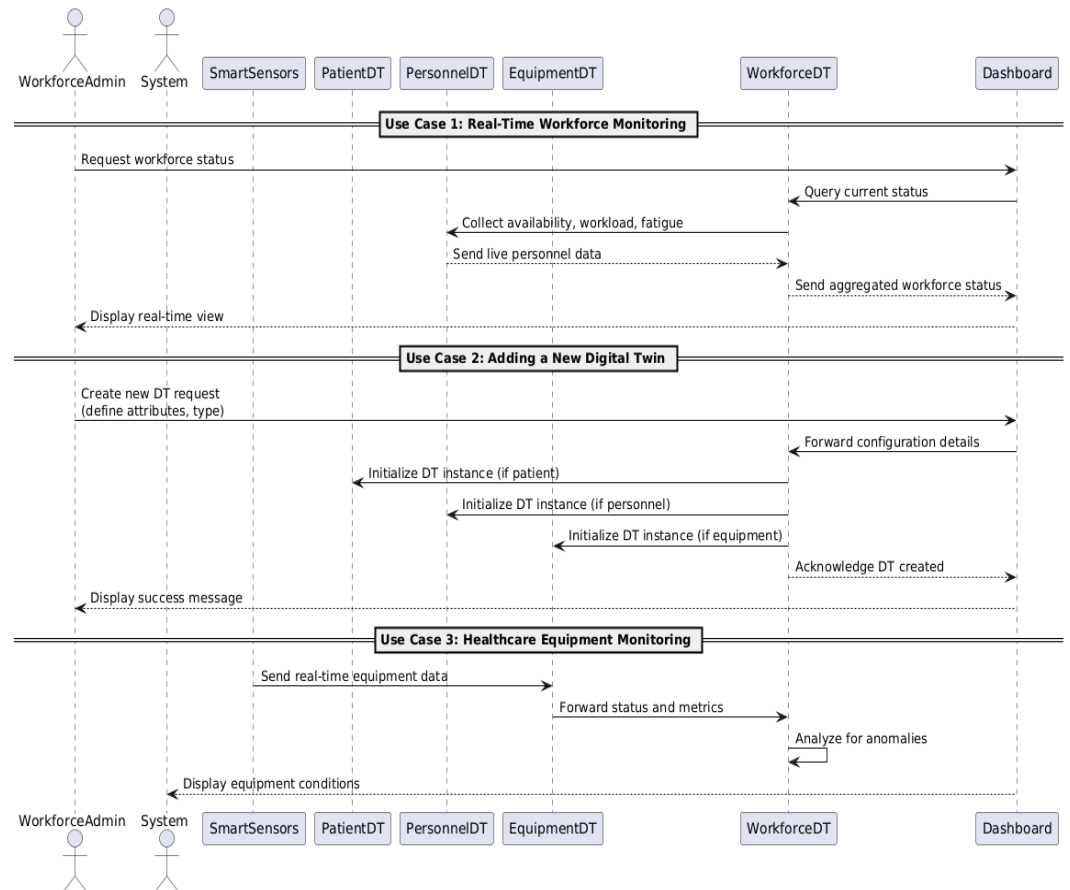 WorkforceAdmin
System
SmartSensors
PatientDT
PersonnelDT
EquipmentDT
WorkforceDT
Dashboard
Use Case 1: Real-Time Workforce Monitoring
Request workforce status
Query current status
Collect availability, workload, fatigue
Send live personnel data
Send aggregated workforce status
Display real-time view
Use Case 2: Adding a New Digital Twin
Create new DT request
(define attributes, type)
Forward configuration details
Initialize DT instance (if patient)
Initialize DT instance (if personnel)
Initialize DT instance (if equipment)
Acknowledge DT created
Display success message
Use Case 3: Healthcare Equipment Monitoring
Send real-time equipment data
Forward status and metrics
Analyze for anomalies
Display equipment conditions
WorkforceAdmin
System
SmartSensors
PatientDT
PersonnelDT
EquipmentDT
WorkforceDT
Dashboard